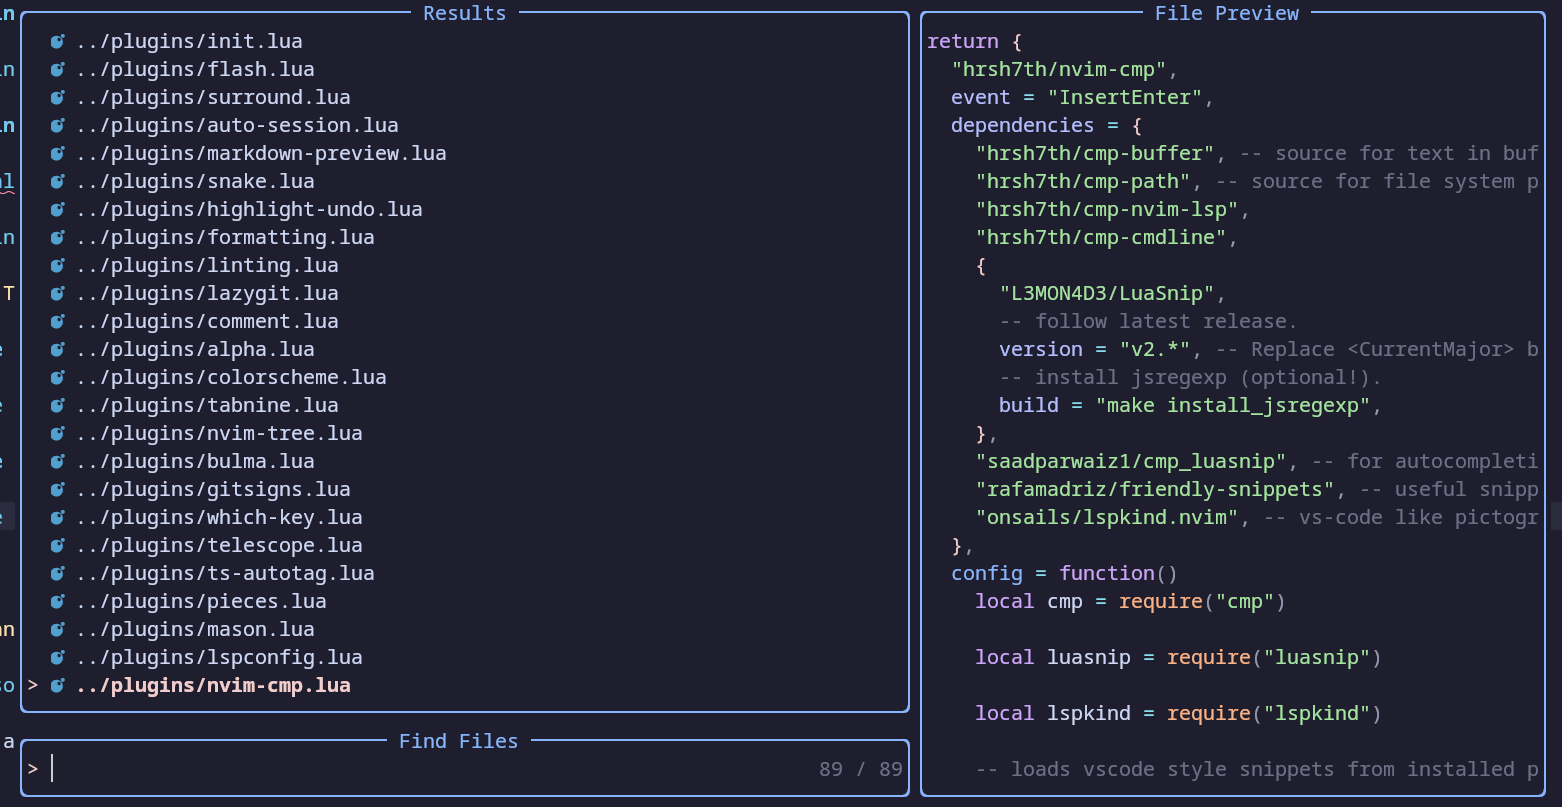 Results
../plugins/init.lua
../plugins/flash.lua
../plugins/surround.lua
../plugins/auto-session.lua
../plugins/markdown-preview.lua
../plugins/snake.lua
../plugins/highlight-undo.lua
../plugins/formatting.lua
../plugins/linting.lua
../plugins/lazygit.lua
../plugins/comment.lua
../plugins/alpha.lua
../plugins/colorscheme.lua
../plugins/tabnine.lua
../plugins/nvim-tree.lua
../plugins/bulma.lua
../plugins/gitsigns.lua
../plugins/which-key.lua
../plugins/telescope.lua
../plugins/ts-autotag.lua
../plugins/pieces.lua
../plugins/mason.lua
../plugins/lspconfig.lua
> ../plugins/nvim-cmp.lua
Find Files
> 89 / 89
File Preview
return {
  "hrsh7th/nvim-cmp",
  event = "InsertEnter",
  dependencies = {
    "hrsh7th/cmp-buffer", -- source for text in buf
    "hrsh7th/cmp-path", -- source for file system p
    "hrsh7th/cmp-nvim-lsp",
    "hrsh7th/cmp-cmdline",
    {
      "L3MON4D3/LuaSnip",
      -- follow latest release.
      version = "v2.*", -- Replace <CurrentMajor> b
      -- install jsregexp (optional!).
      build = "make install_jsregexp",
    },
    "saadparwaiz1/cmp_luasnip", -- for autocompleti
    "rafamadriz/friendly-snippets", -- useful snipp
    "onsails/lspkind.nvim", -- vs-code like pictogr
  },
  config = function()
    local cmp = require("cmp")
    local luasnip = require("luasnip")
    local lspkind = require("lspkind")
    -- loads vscode style snippets from installed p